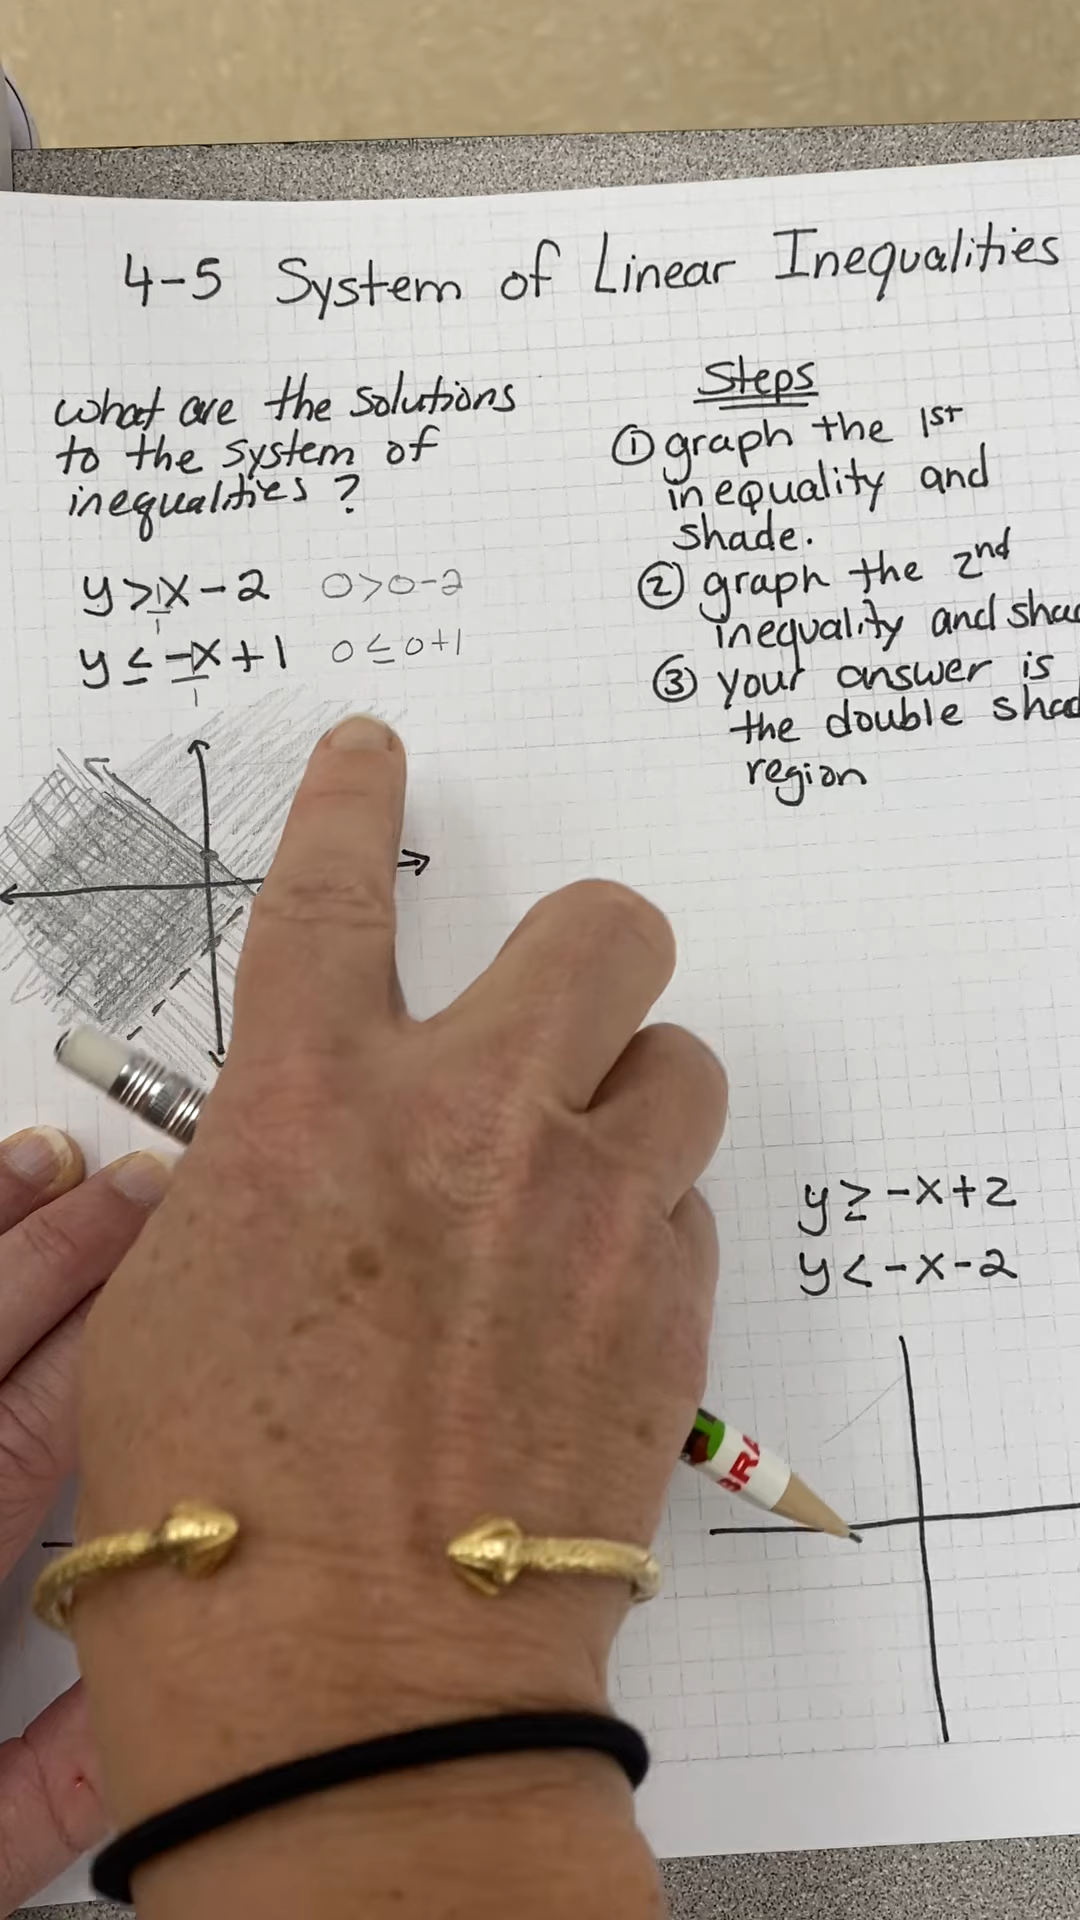 4-5 System of Linear Inequalities
what are the solutions
to the system of
inequalities?
y>x-2 0>0-2
1
y≤-x+1 0≤0+1
1
Steps
① graph the 1st
inequality and
shade.
② graph the 2nd
inequality and
③ your answer is
the double
region
y≥-x+2
y<-x-2